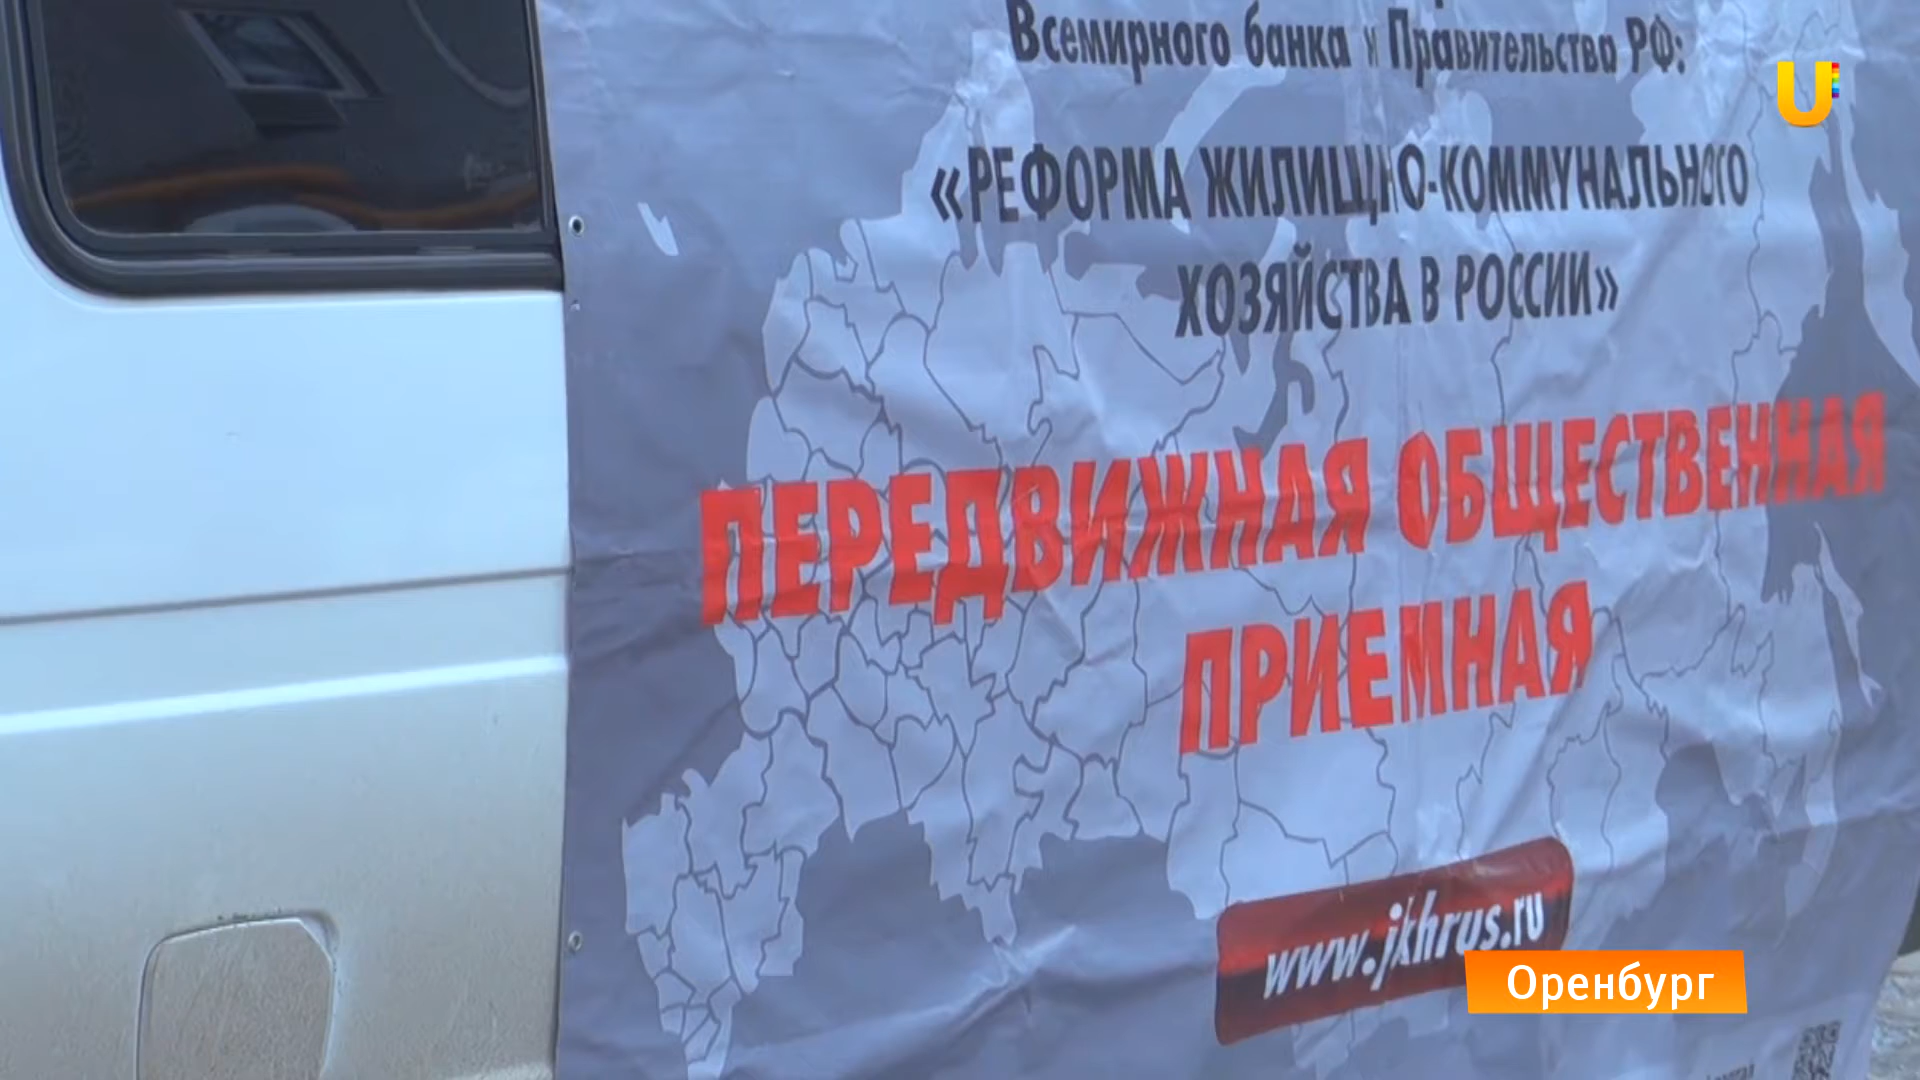 Всемирного банка и Правительства РФ:
U
«РЕФОРМА ЖИЛИЩНО-КОММУНАЛЬНОГО
ХОЗЯЙСТВА В РОССИИ»
ПЕРЕДВИЖНАЯ ОБЩЕСТВЕННАЯ
ПРИЕМНАЯ
www.jkhrus.ru
Оренбург